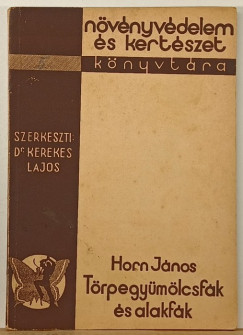 növényvédelem
és kertészet
könyvtára
SZERKESZTI:
Dr KEREKES
LAJOS
Horn János
Törpegyümölcsfák
és alakfák